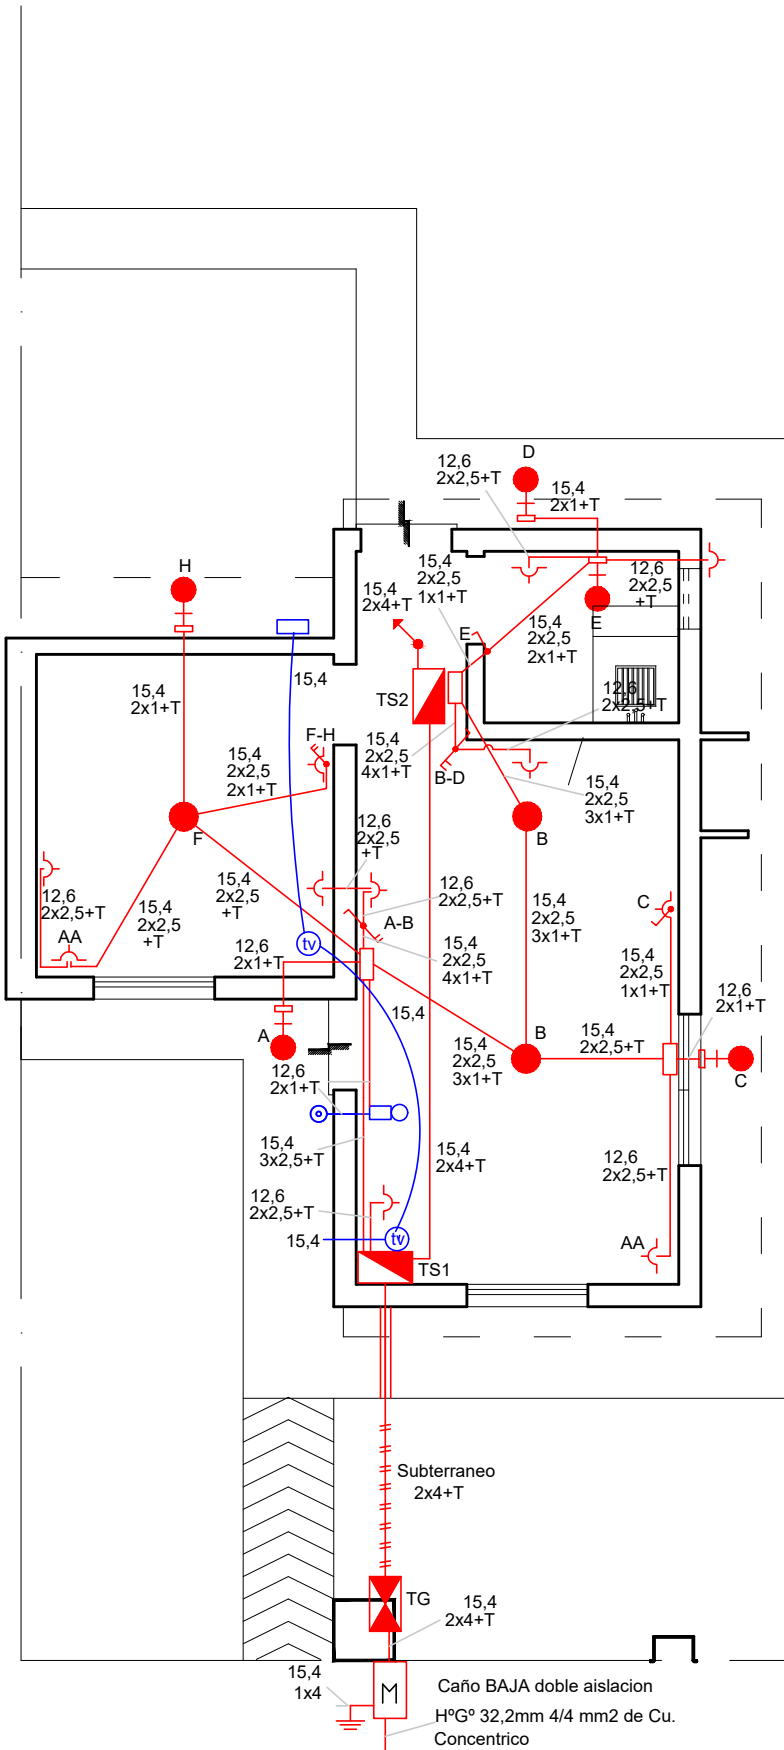 D
12,6
2x2,5+T
15,4
2x1+T
H
15,4
2x2,5
1x1+T
12,6
2x2,5
+T
15,4
2x4+T
E
E
15,4
2x2,5
2x1+T
15,4
2x1+T
15,4
TS2
12,6
2x2,5+T
F-H
15,4
2x2,5
4x1+T
B-D
15,4
2x2,5
2x1+T
15,4
2x2,5
3x1+T
F
B
12,6
2x2,5
+T
12,6
2x2,5+T
15,4
2x2,5
+T
15,4
2x2,5
+T
12,6
2x2,5+T
15,4
2x2,5
3x1+T
C
A-B
AA
tv
12,6
2x1+T
15,4
2x2,5
4x1+T
15,4
2x2,5
1x1+T
12,6
2x1+T
15,4
A
B
15,4
2x2,5+T
C
15,4
2x2,5
3x1+T
12,6
2x1+T
15,4
3x2,5+T
15,4
2x4+T
12,6
2x2,5+T
12,6
2x2,5+T
15,4
tv
AA
TS1
Subterraneo
2x4+T
TG
15,4
2x4+T
15,4
1x4
M
Caño BAJA doble aislacion
HºGº 32,2mm 4/4 mm2 de Cu.
Concentrico